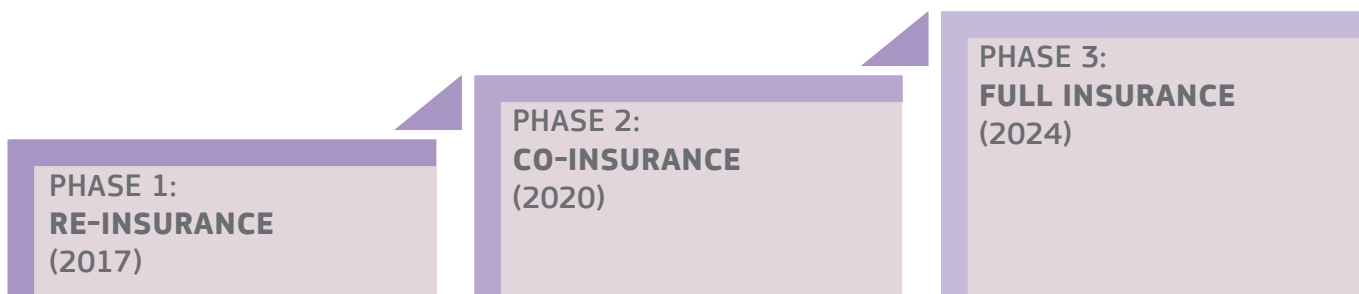 PHASE 1:
RE-INSURANCE
(2017)
PHASE 2:
CO-INSURANCE
(2020)
PHASE 3:
FULL INSURANCE
(2024)